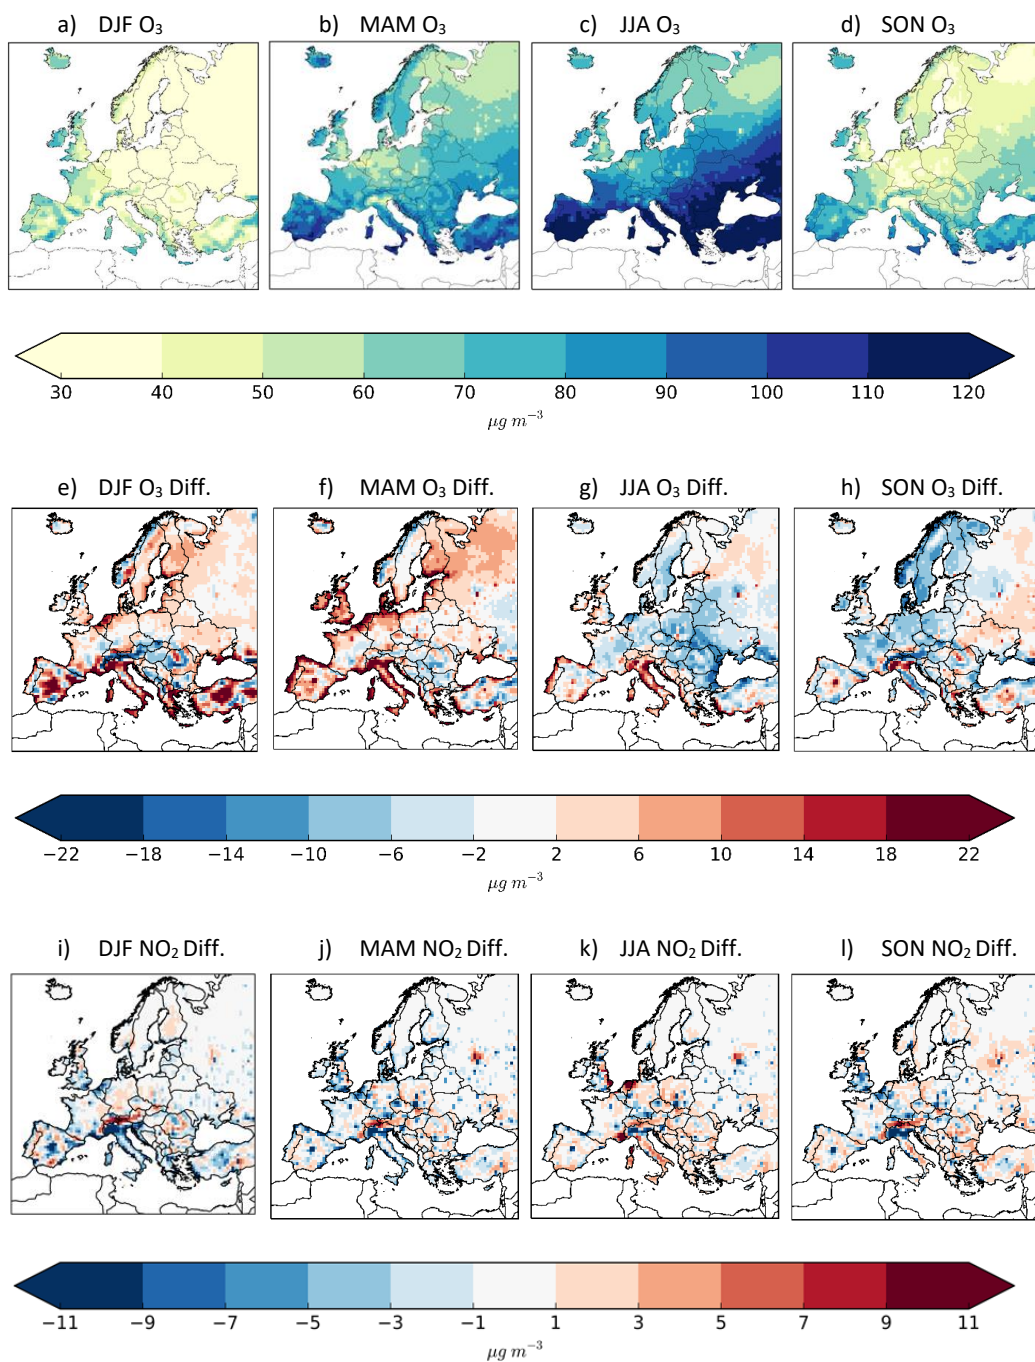 a) DJF O₃ b) MAM O₃ c) JJA O₃ d) SON O₃
30 40 50 60 70 80 90 100 110 120
μg m⁻³
e) DJF O₃ Diff. f) MAM O₃ Diff. g) JJA O₃ Diff. h) SON O₃ Diff.
−22 −18 −14 −10 −6 −2 2 6 10 14 18 22
μg m⁻³
i) DJF NO₂ Diff. j) MAM NO₂ Diff. k) JJA NO₂ Diff. l) SON NO₂ Diff.
−11 −9 −7 −5 −3 −1 1 3 5 7 9 11
μg m⁻³